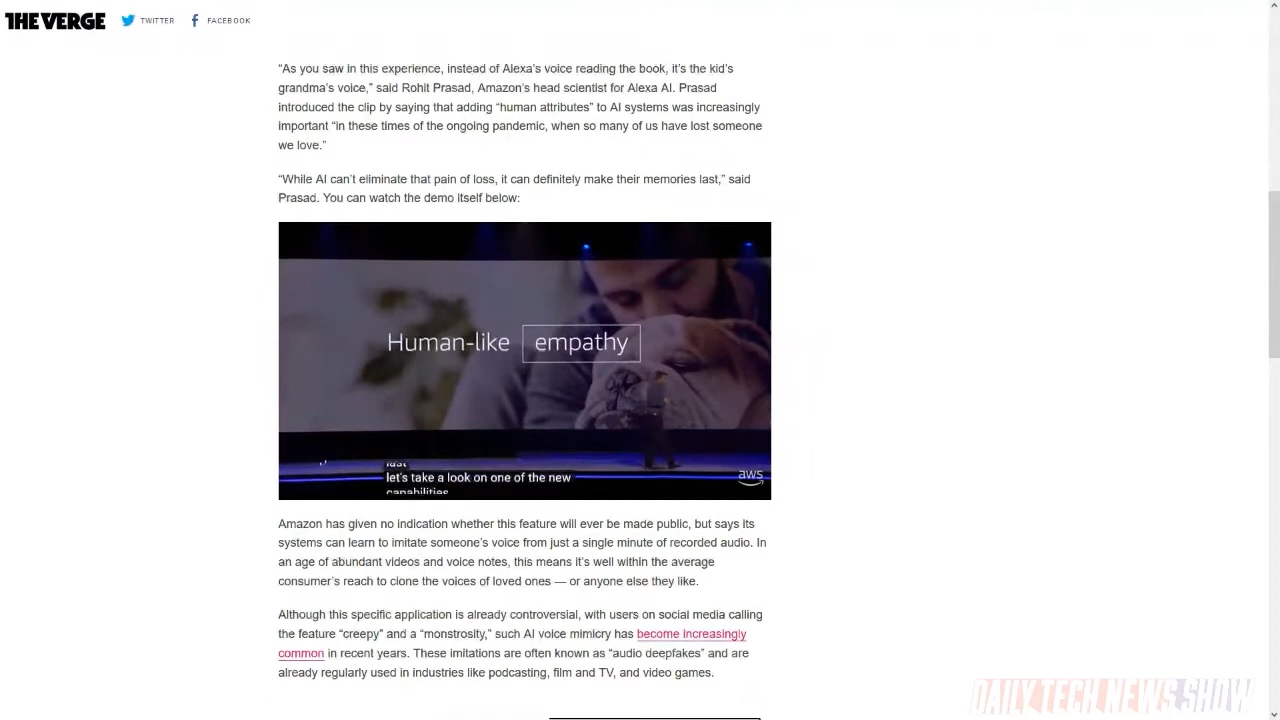 THE VERGE TWITTER FACEBOOK
“As you saw in this experience, instead of Alexa’s voice reading the book, it’s the kid’s
grandma’s voice,” said Rohit Prasad, Amazon’s head scientist for Alexa AI. Prasad
introduced the clip by saying that adding “human attributes” to AI systems was increasingly
important “in these times of the ongoing pandemic, when so many of us have lost someone
we love.”
“While AI can’t eliminate that pain of loss, it can definitely make their memories last,” said
Prasad. You can watch the demo itself below:
Human-like empathy
last
let's take a look on one of the new
capabilities
aws
Amazon has given no indication whether this feature will ever be made public, but says its
systems can learn to imitate someone’s voice from just a single minute of recorded audio. In
an age of abundant videos and voice notes, this means it’s well within the average
consumer’s reach to clone the voices of loved ones — or anyone else they like.
Although this specific application is already controversial, with users on social media calling
the feature “creepy” and a “monstrosity,” such AI voice mimicry has become increasingly
common in recent years. These imitations are often known as “audio deepfakes” and are
already regularly used in industries like podcasting, film and TV, and video games.
DAILY TECH NEWS SHOW